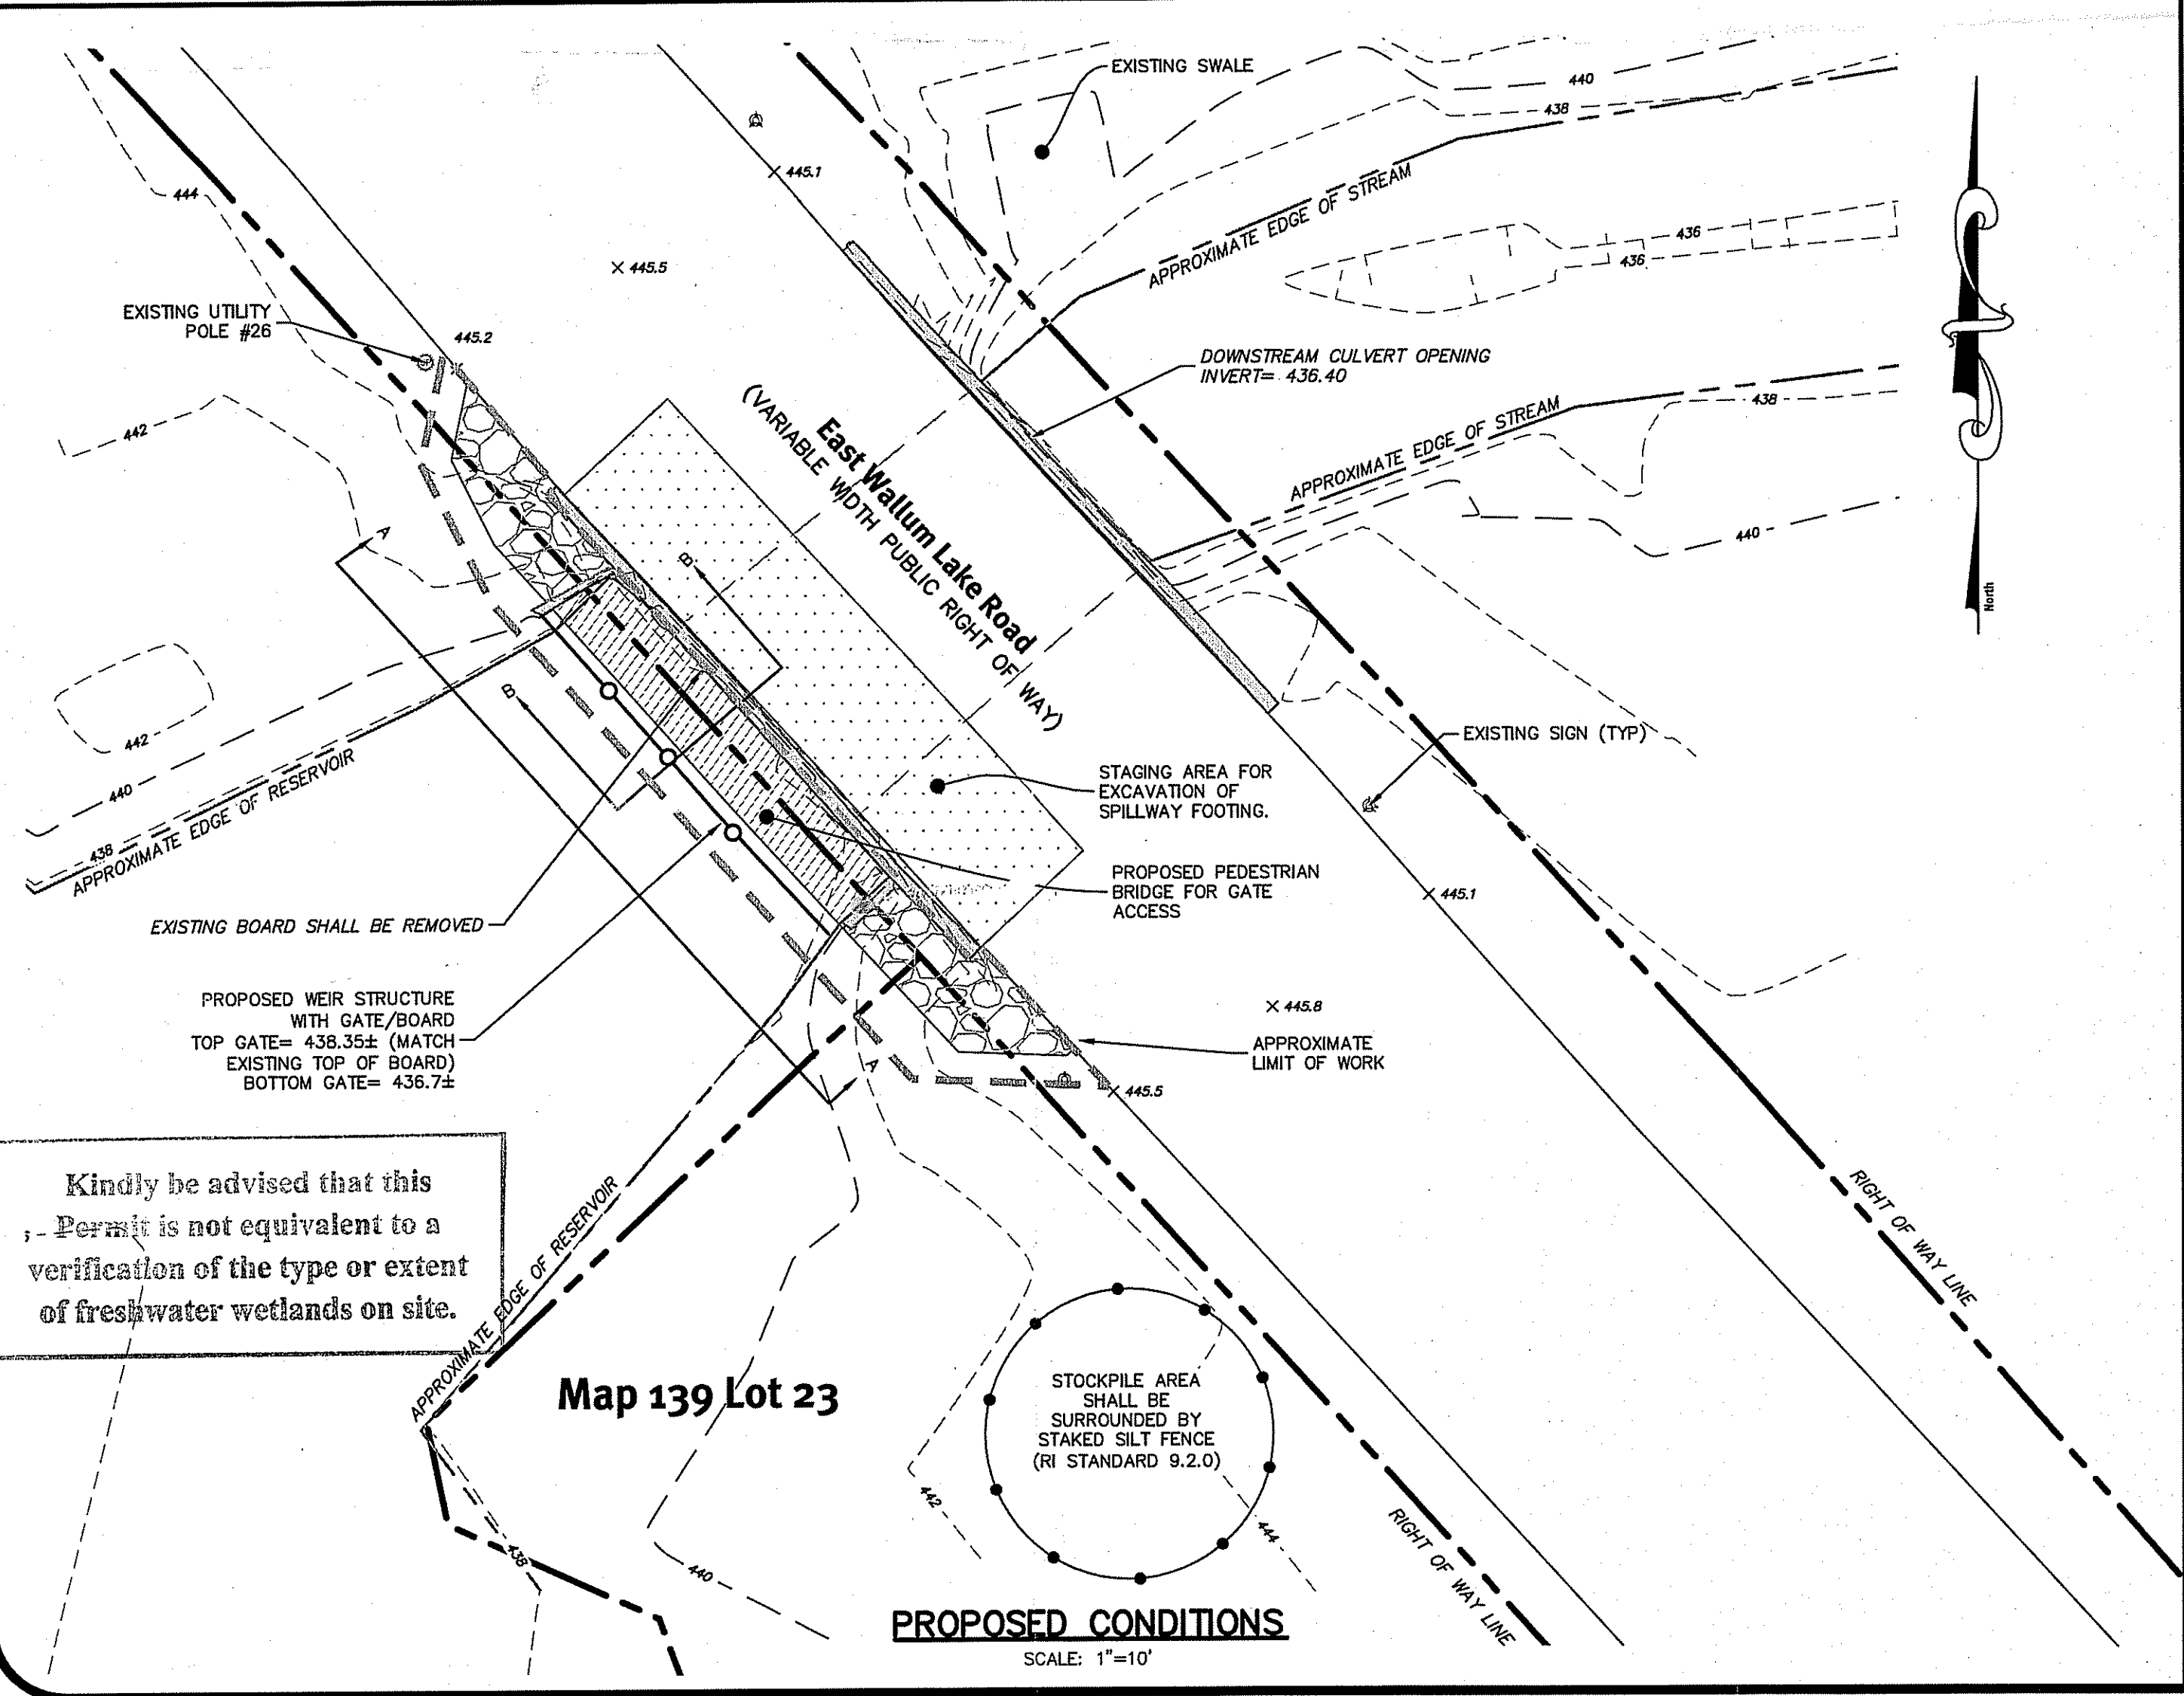 EXISTING SWALE
440
438
445.1
APPROXIMATE EDGE OF STREAM
444
445.5
436
436
EXISTING UTILITY
POLE #26
445.2
DOWNSTREAM CULVERT OPENING
INVERT= 436.40
North
East Wallum Lake Road
(VARIABLE WIDTH PUBLIC RIGHT OF WAY)
438
APPROXIMATE EDGE OF STREAM
442
440
A
B
B
442
440
438
APPROXIMATE EDGE OF RESERVOIR
EXISTING SIGN (TYP)
STAGING AREA FOR
EXCAVATION OF
SPILLWAY FOOTING.
PROPOSED PEDESTRIAN
BRIDGE FOR GATE
ACCESS
445.1
EXISTING BOARD SHALL BE REMOVED
PROPOSED WEIR STRUCTURE
WITH GATE/BOARD
TOP GATE= 438.35± (MATCH
EXISTING TOP OF BOARD)
BOTTOM GATE= 436.7±
445.8
APPROXIMATE
LIMIT OF WORK
A
445.5
Kindly be advised that this
Permit is not equivalent to a
verification of the type or extent
of freshwater wetlands on site.
APPROXIMATE EDGE OF RESERVOIR
RIGHT OF WAY LINE
Map 139 Lot 23
STOCKPILE AREA
SHALL BE
SURROUNDED BY
STAKED SILT FENCE
(RI STANDARD 9.2.0)
442
444
438
440
RIGHT OF WAY LINE
PROPOSED CONDITIONS
SCALE: 1"=10'